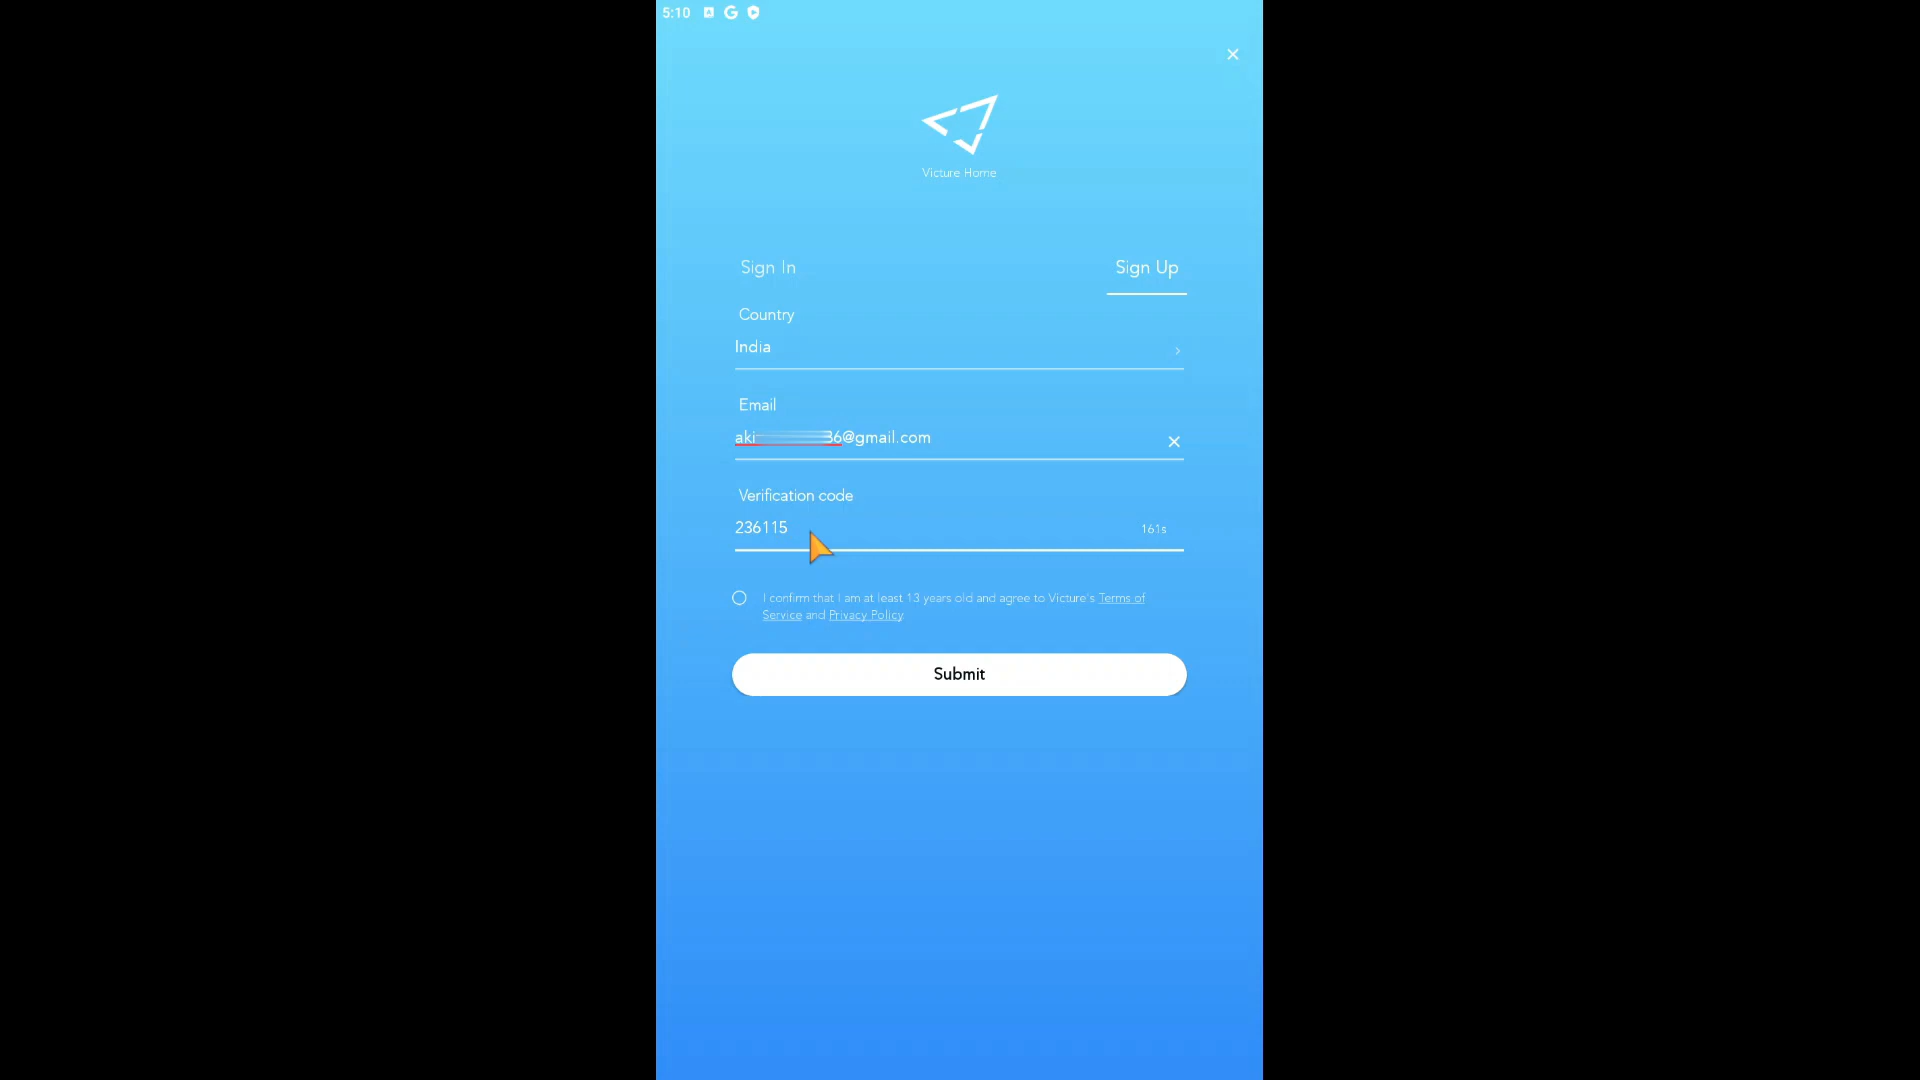 5:10
Victure Home
Sign In
Sign Up
Country
India
Email
aki 36@gmail.com
Verification code
236115
161s
I confirm that I am at least 13 years old and agree to Victure's Terms of
Service and Privacy Policy
Submit